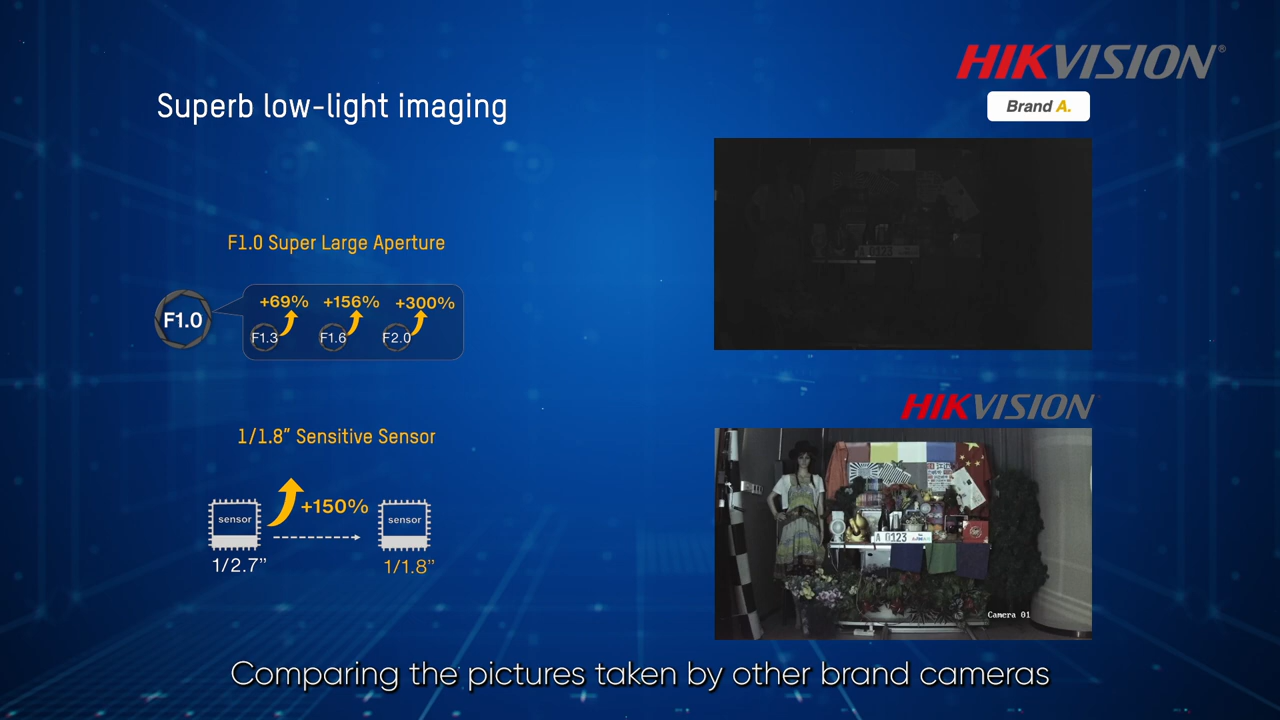 HIKVISION®
Superb low-light imaging
Brand A.
F1.0 Super Large Aperture
+69% +156% +300%
F1.0
F1.3 F1.6 F2.0
A 0123
HIKVISION
1/1.8” Sensitive Sensor
+150%
sensor sensor
1/2.7” 1/1.8”
A 0123
Camera 01
Comparing the pictures taken by other brand cameras